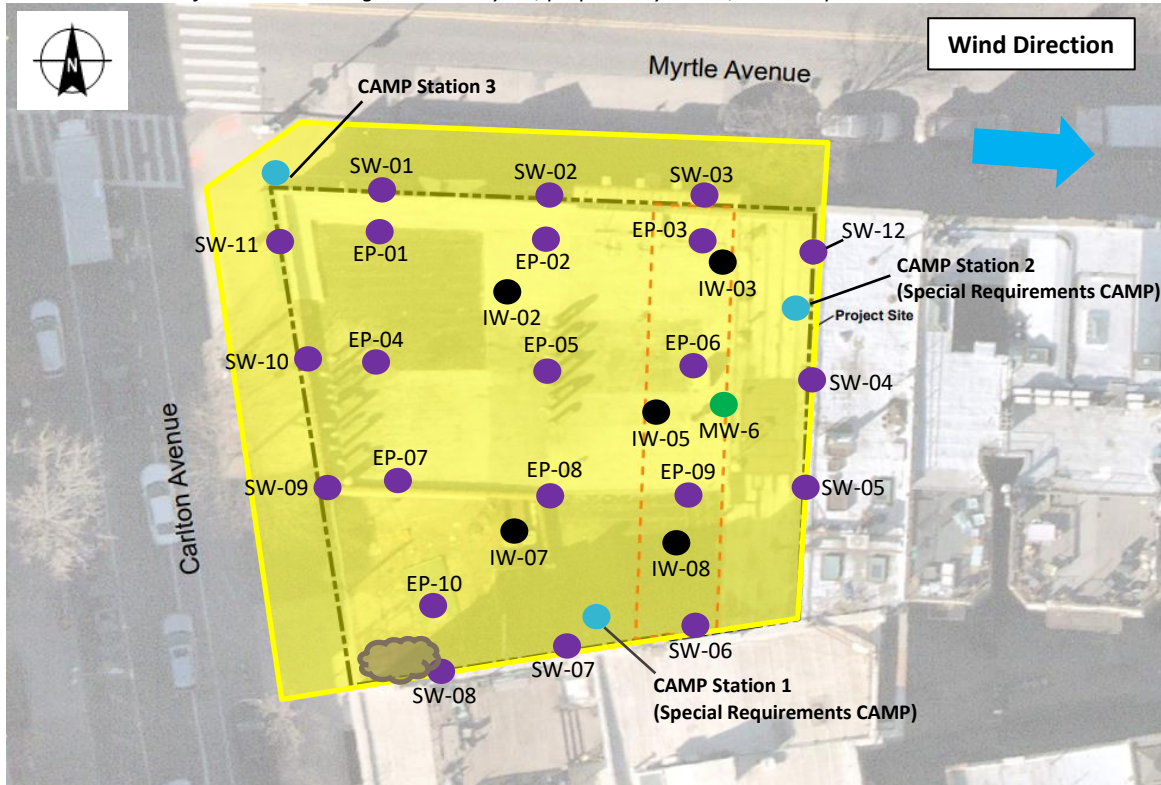 Wind Direction
N
Myrtle Avenue
CAMP Station 3
SW-01
SW-02
SW-03
SW-11
EP-01
EP-02
EP-03
SW-12
IW-02
IW-03
CAMP Station 2
(Special Requirements CAMP)
Project Site
SW-10
EP-04
EP-05
EP-06
SW-04
IW-05
MW-6
Carlton Avenue
SW-09
EP-07
EP-08
EP-09
SW-05
IW-07
IW-08
EP-10
SW-08
SW-07
SW-06
CAMP Station 1
(Special Requirements CAMP)